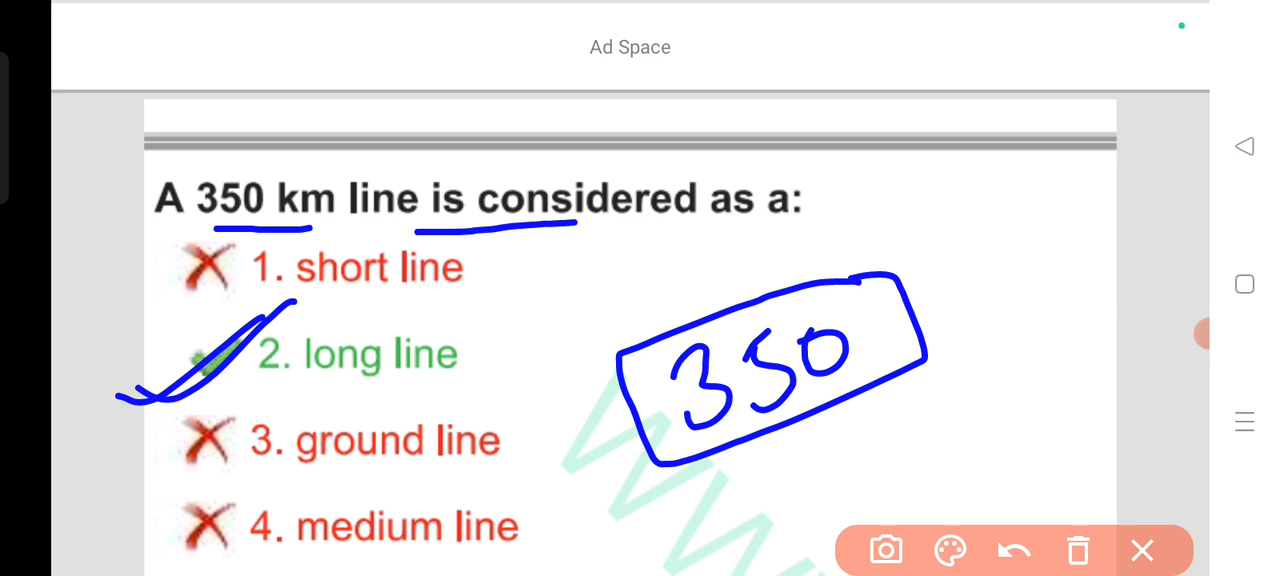 Ad Space
A 350 km line is considered as a:
1. short line
2. long line
350
3. ground line
4. medium line